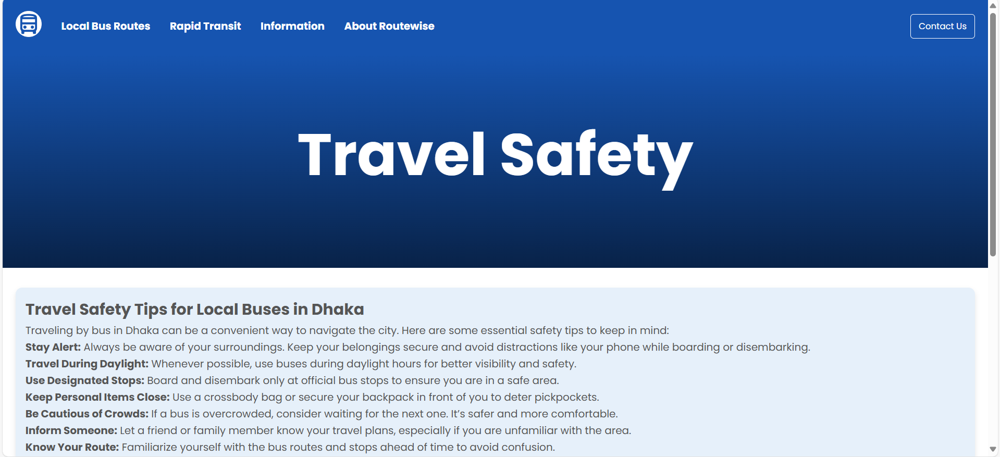 Local Bus Routes Rapid Transit Information About Routewise Contact Us
Travel Safety
Travel Safety Tips for Local Buses in Dhaka
Traveling by bus in Dhaka can be a convenient way to navigate the city. Here are some essential safety tips to keep in mind:
Stay Alert: Always be aware of your surroundings. Keep your belongings secure and avoid distractions like your phone while boarding or disembarking.
Travel During Daylight: Whenever possible, use buses during daylight hours for better visibility and safety.
Use Designated Stops: Board and disembark only at official bus stops to ensure you are in a safe area.
Keep Personal Items Close: Use a crossbody bag or secure your backpack in front of you to deter pickpockets.
Be Cautious of Crowds: If a bus is overcrowded, consider waiting for the next one. It’s safer and more comfortable.
Inform Someone: Let a friend or family member know your travel plans, especially if you are unfamiliar with the area.
Know Your Route: Familiarize yourself with the bus routes and stops ahead of time to avoid confusion.